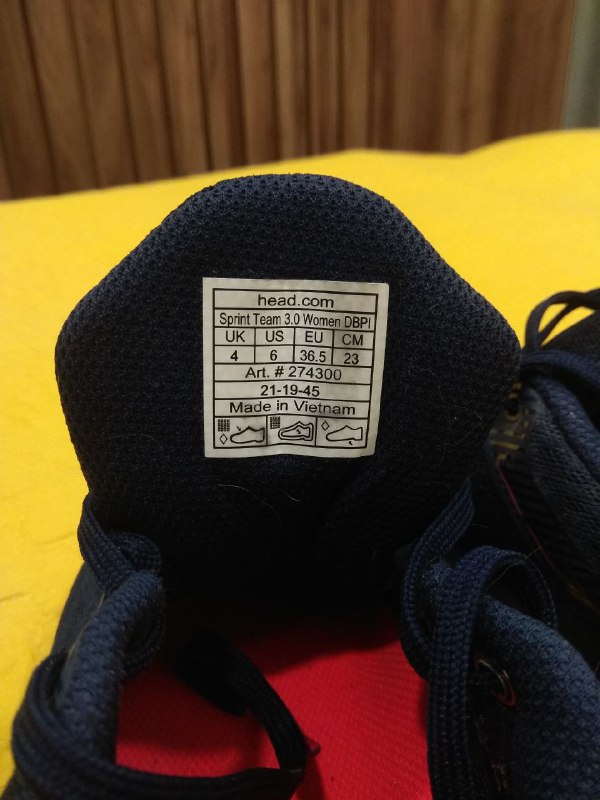 head.com
Sprint Team 3.0 Women DBPI
UK US EU CM
4 6 36.5 23
Art. # 274300
21-19-45
Made in Vietnam